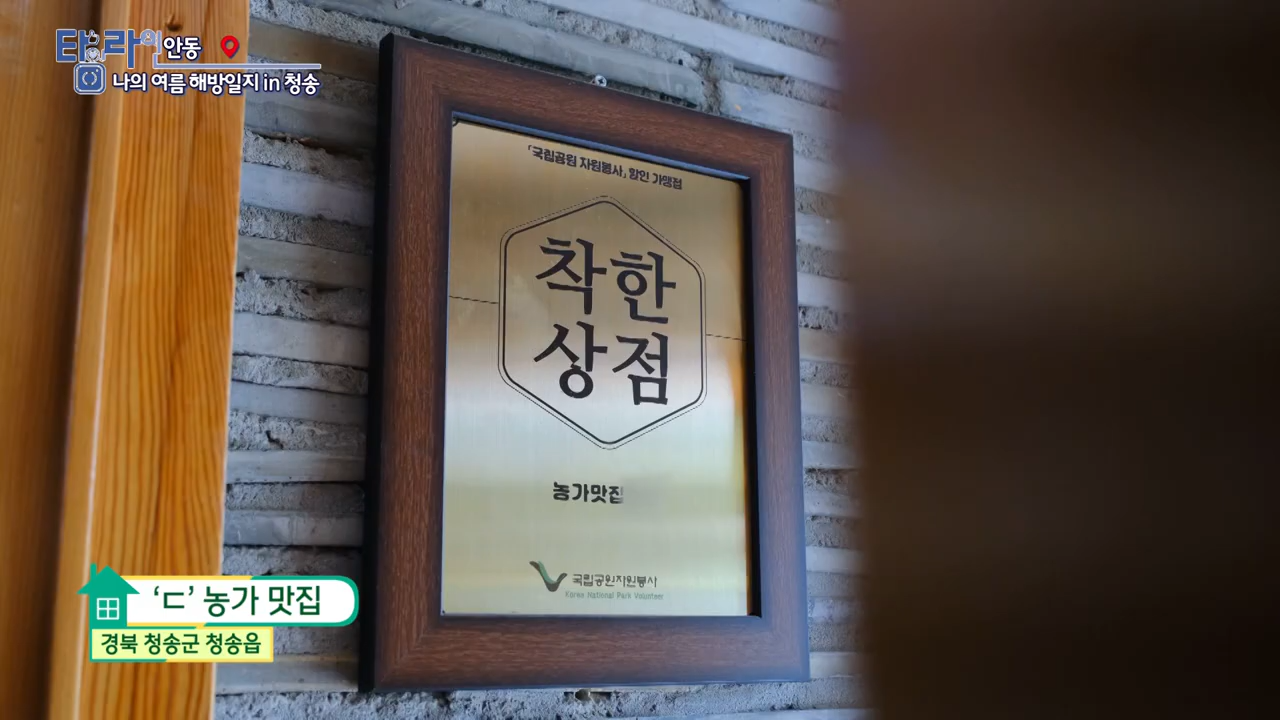 타라의 안동
나의 여름 해방일지 in 청송
「국립공원 자원봉사」 할인 가맹점
착한
상점
농가맛집
국립공원자원봉사
Korea National Park Volunteer
‘ㄷ’ 농가 맛집
경북 청송군 청송읍